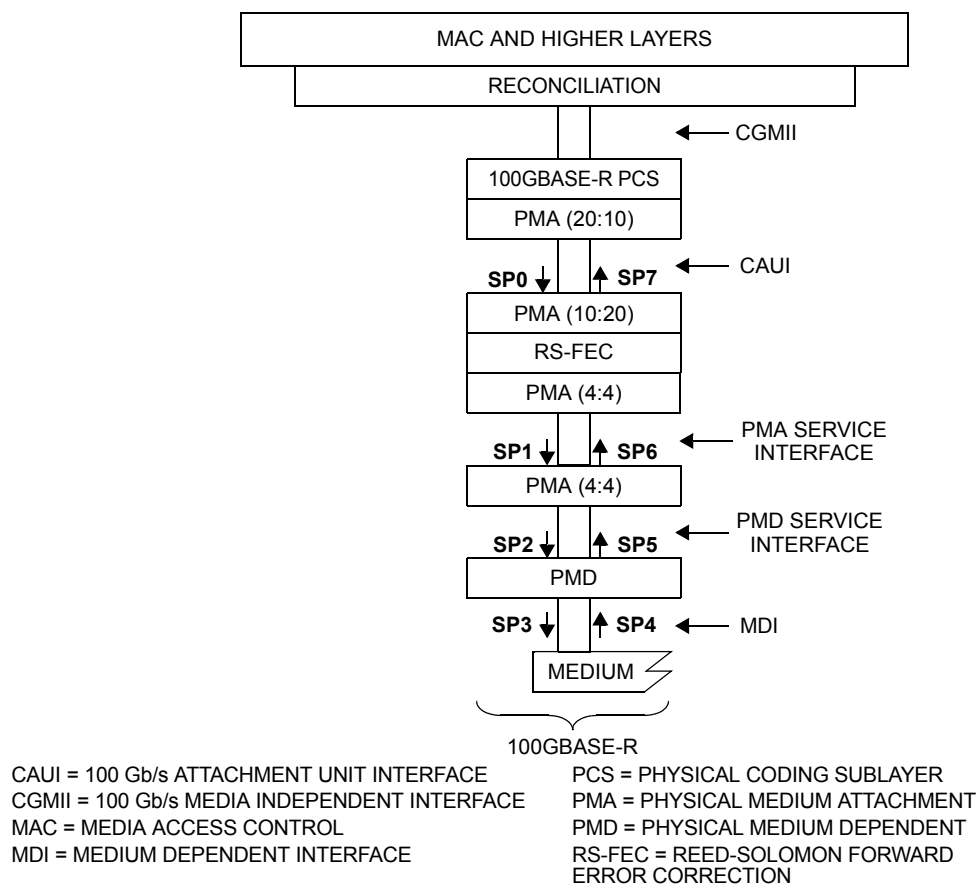 MAC AND HIGHER LAYERS
RECONCILIATION
CGMII
100GBASE-R PCS
PMA (20:10)
CAUI
SP0 SP7
PMA (10:20)
RS-FEC
PMA (4:4)
PMA SERVICE
INTERFACE
SP1 SP6
PMA (4:4)
PMD SERVICE
INTERFACE
SP2 SP5
PMD
SP3 SP4 MDI
MEDIUM
100GBASE-R
CAUI = 100 Gb/s ATTACHMENT UNIT INTERFACE
CGMII = 100 Gb/s MEDIA INDEPENDENT INTERFACE
MAC = MEDIA ACCESS CONTROL
MDI = MEDIUM DEPENDENT INTERFACE
PCS = PHYSICAL CODING SUBLAYER
PMA = PHYSICAL MEDIUM ATTACHMENT
PMD = PHYSICAL MEDIUM DEPENDENT
RS-FEC = REED-SOLOMON FORWARD
ERROR CORRECTION